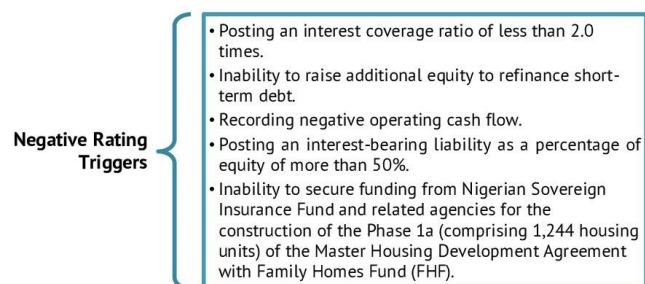 Negative Rating
Triggers
• Posting an interest coverage ratio of less than 2.0
times.
• Inability to raise additional equity to refinance short-
term debt.
• Recording negative operating cash flow.
• Posting an interest-bearing liability as a percentage of
equity of more than 50%.
• Inability to secure funding from Nigerian Sovereign
Insurance Fund and related agencies for the
construction of the Phase 1a (comprising 1,244 housing
units) of the Master Housing Development Agreement
with Family Homes Fund (FHF).